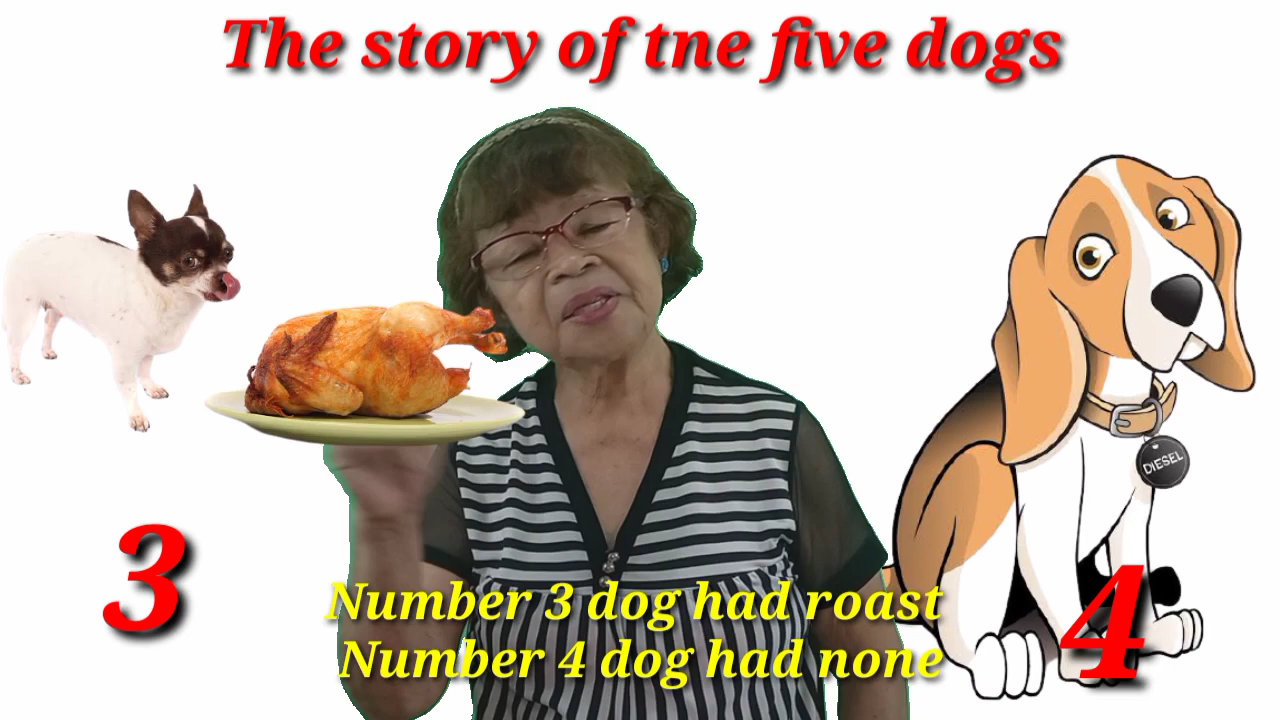 The story of tne five dogs
DIESEL
3
4
Number 3 dog had roast
Number 4 dog had none